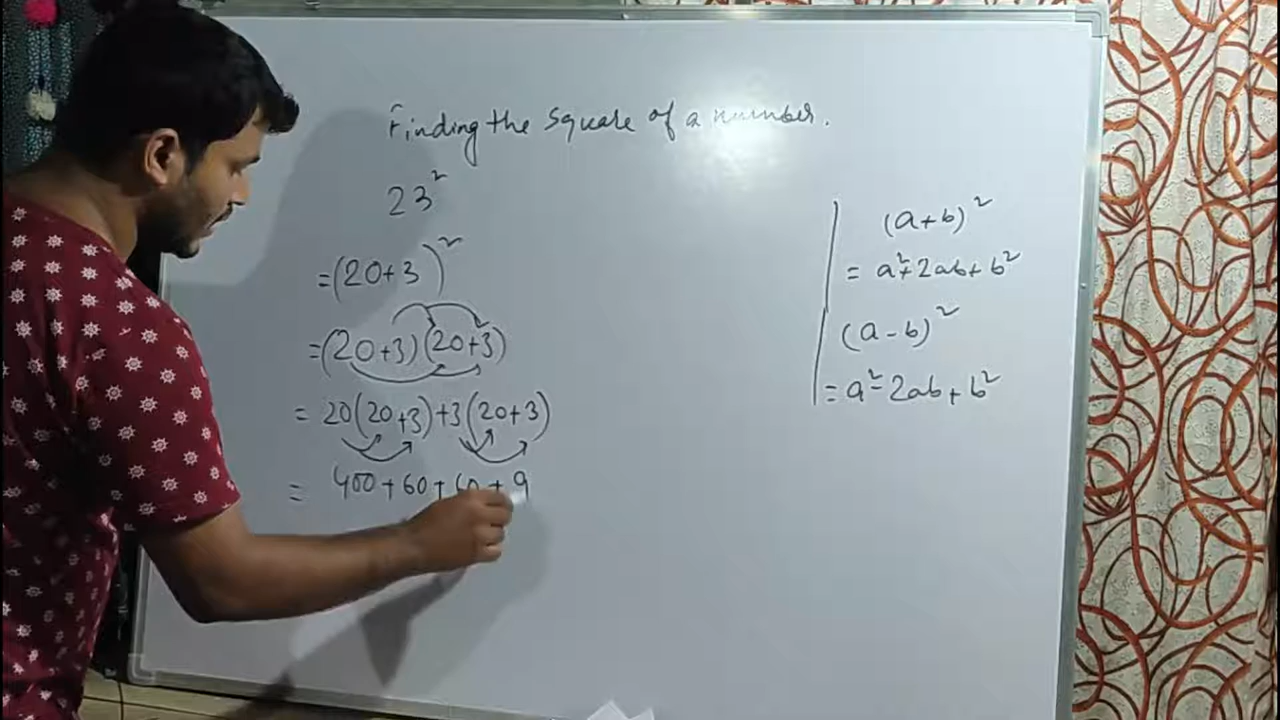 Finding the square of a number.
23²
=(20+3)²
=(20+3)(20+3)
= 20(20+3)+3(20+3)
= 400+60+60+9
(a+b)²
= a²+2ab+b²
(a-b)²
= a²-2ab+b²